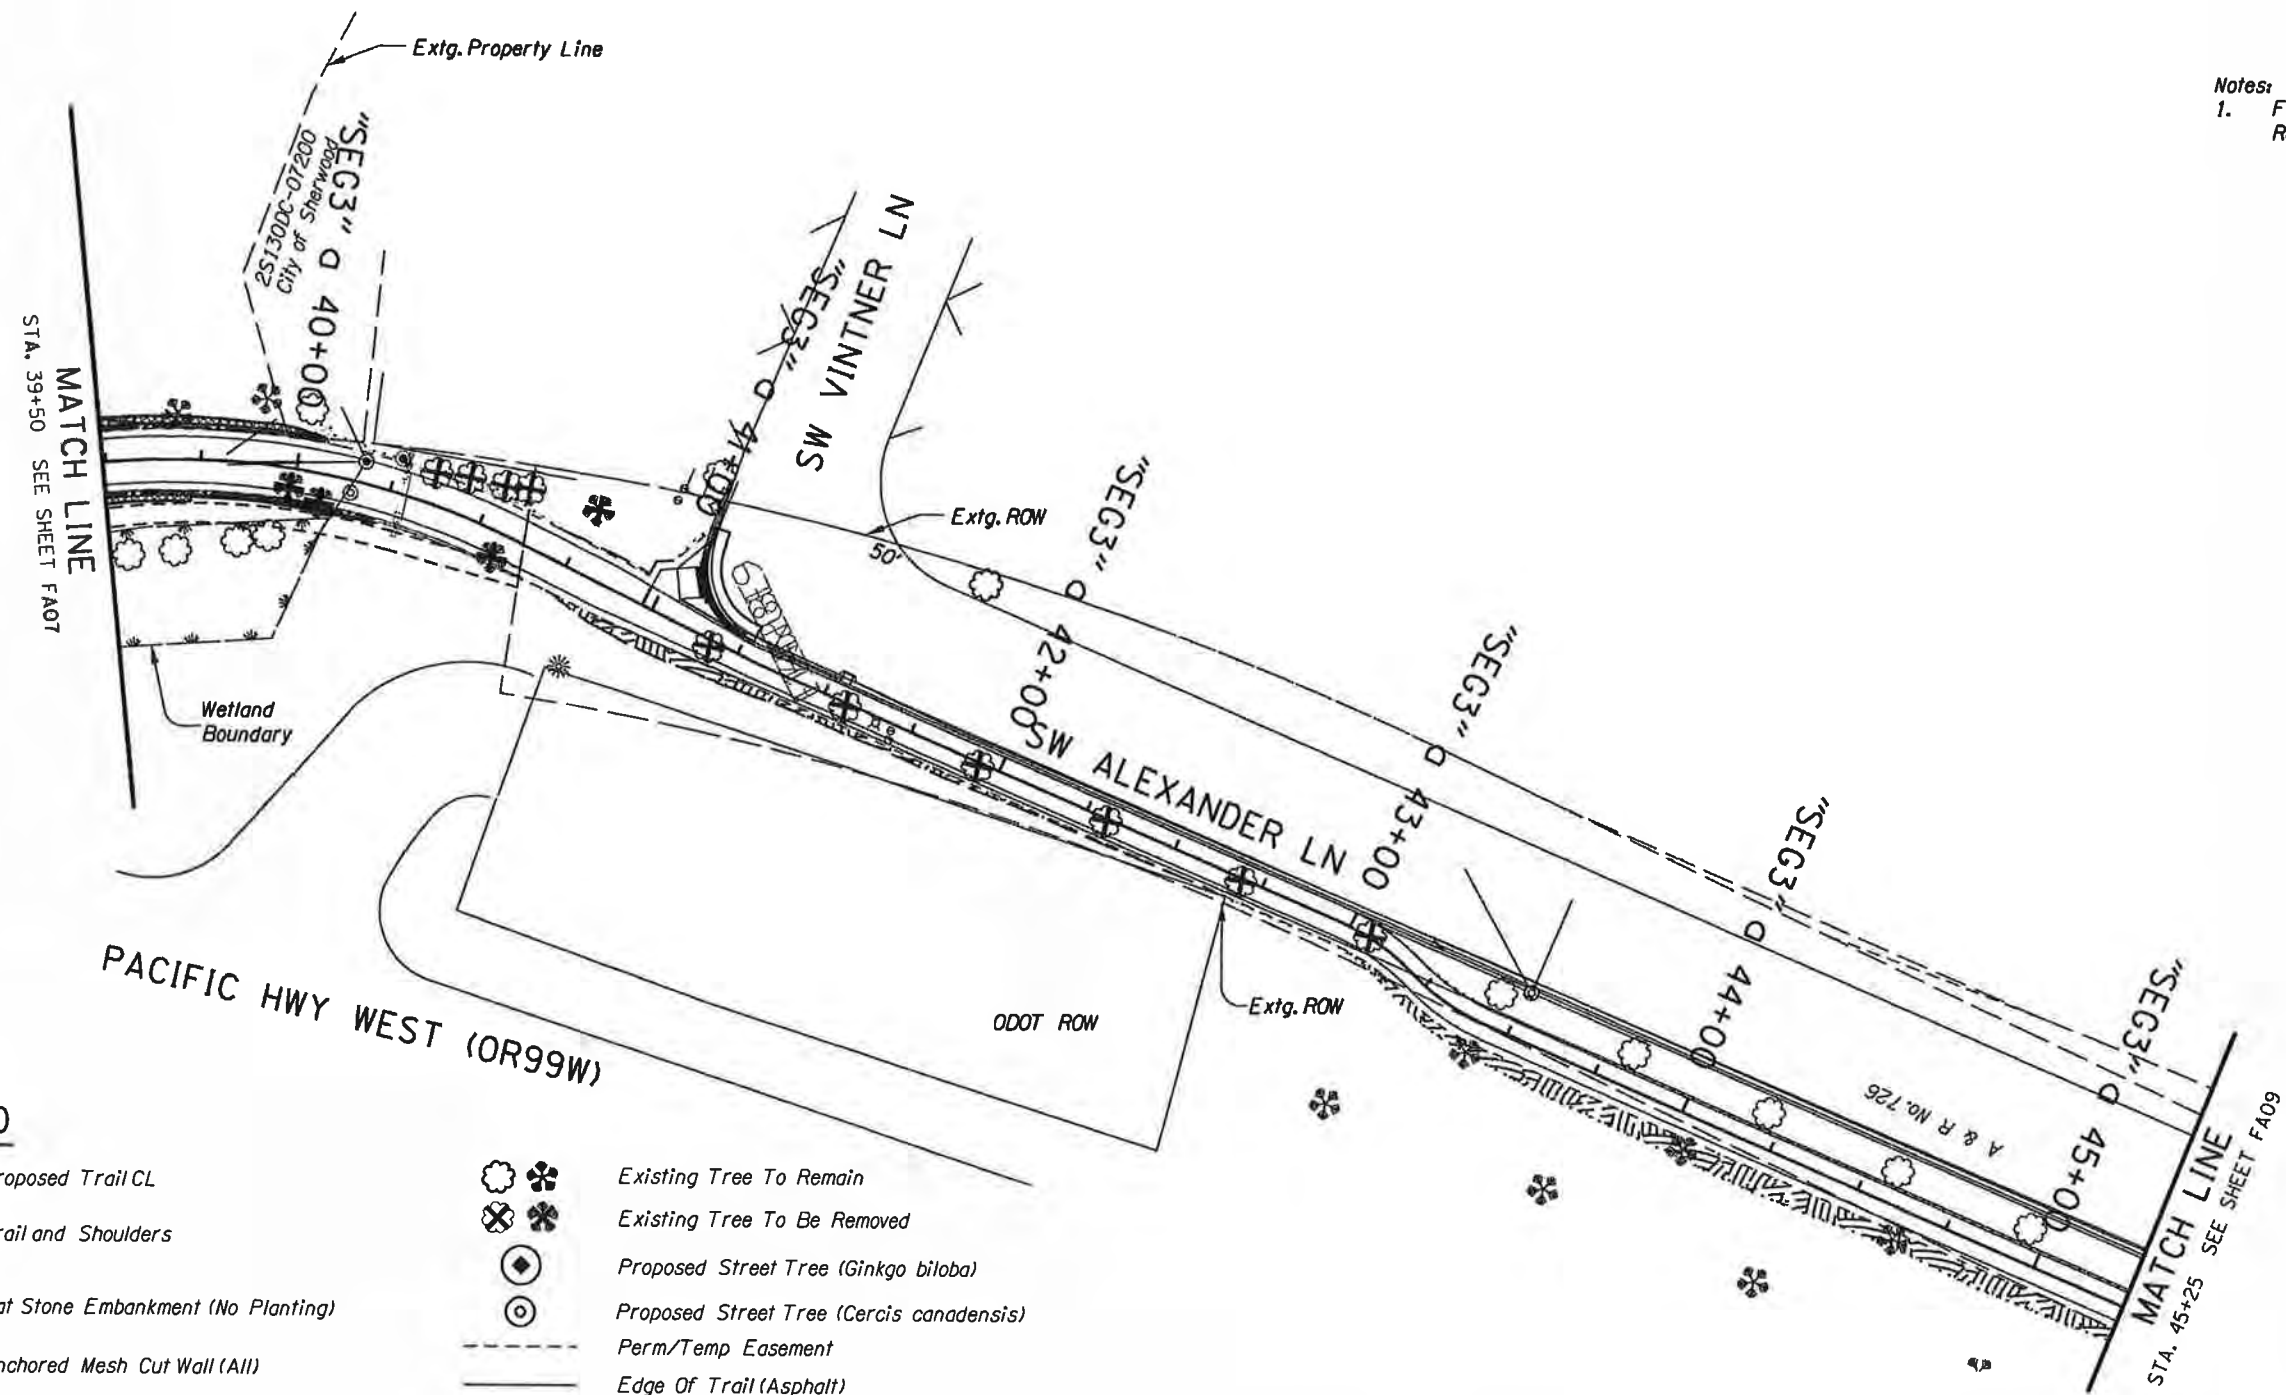 Extg. Property Line
Notes:
1. F
R
2S130DC-07200
City of Sherwood
"SEG3" 40+00
"SEG3" 41+00
SW VINTNER LN
MATCH LINE
STA. 39+50 SEE SHEET FA07
Extg. ROW
50'
"SEG3" 42+00
"SEG3" 43+00
"SEG3" 44+00
"SEG3" 45+00
SW ALEXANDER LN
Wetland
Boundary
PACIFIC HWY WEST (OR99W)
ODOT ROW
Extg. ROW
A & R No. 726
MATCH LINE
STA. 45+25 SEE SHEET FA09
D
roposed Trail CL
rail and Shoulders
at Stone Embankment (No Planting)
nchored Mesh Cut Wall (All)
Existing Tree To Remain
Existing Tree To Be Removed
Proposed Street Tree (Ginkgo biloba)
Proposed Street Tree (Cercis canadensis)
Perm/Temp Easement
Edge Of Trail (Asphalt)